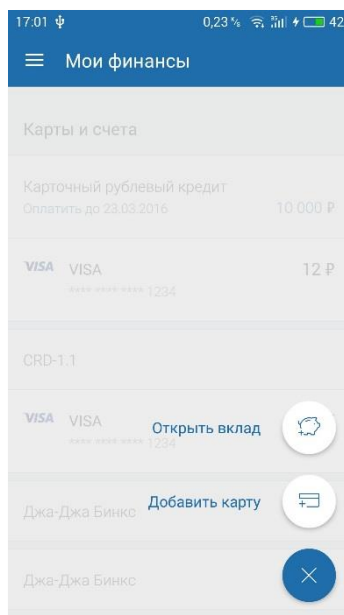 17:01 0,23 ᴷ/s 42
Мои финансы
Карты и счета
Карточный рублевый кредит
Оплатить до 23.03.2016 10 000 ₽
VISA VISA 12 ₽
**** **** **** 1234
CRD-1.1
VISA VISA
**** **** **** 1234
Открыть вклад
Джа-Джа Бинкс
Добавить карту
Джа-Джа Бинкс